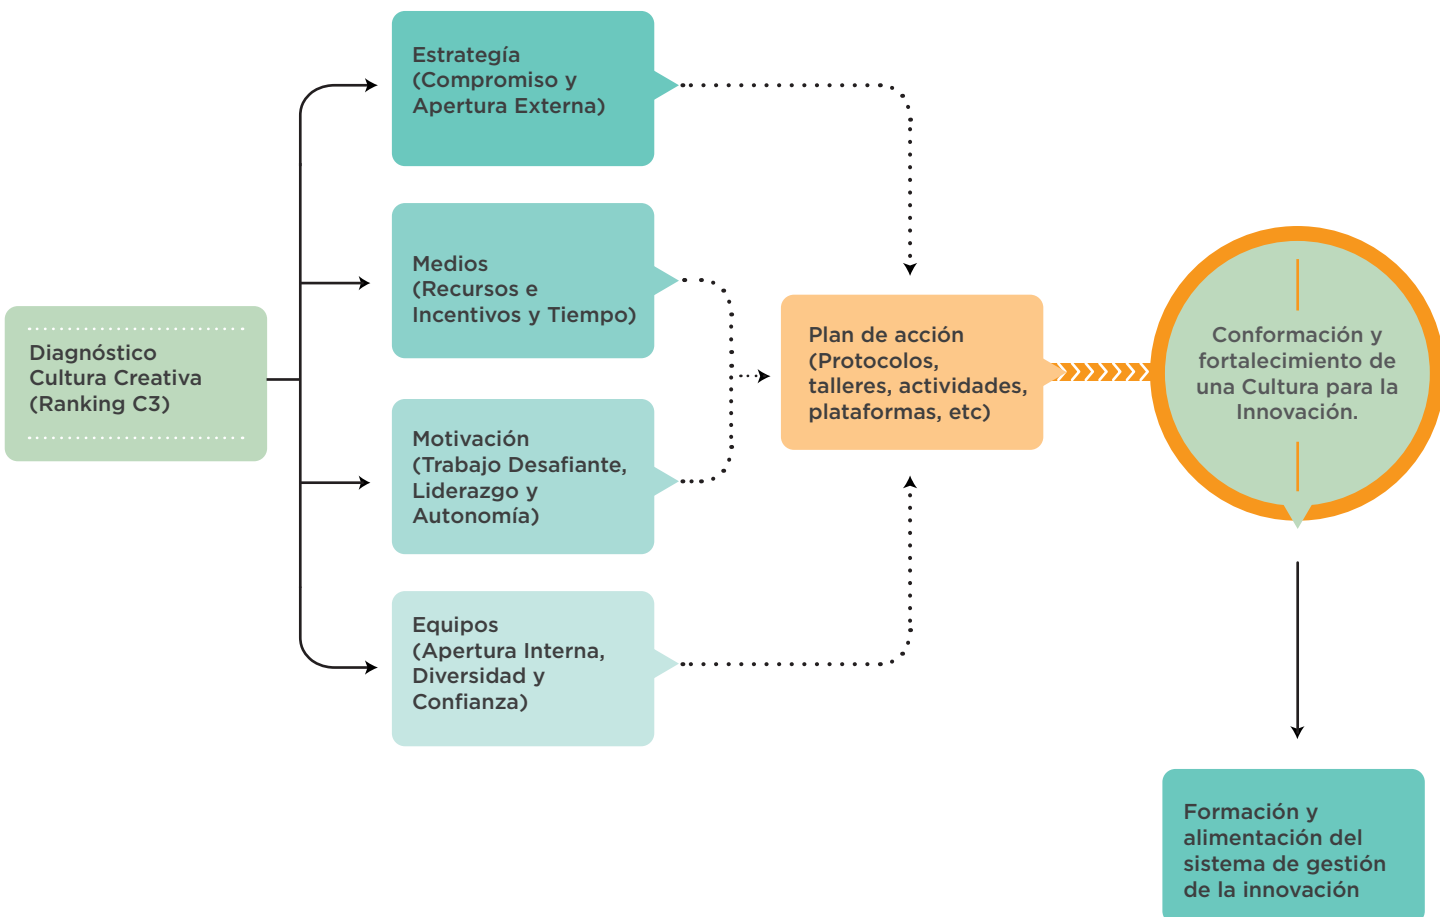 Estrategía
(Compromiso y
Apertura Externa)
Medios
(Recursos e
Incentivos y Tiempo)
Diagnóstico
Cultura Creativa
(Ranking C3)
Motivación
(Trabajo Desafiante,
Liderazgo y
Autonomía)
Equipos
(Apertura Interna,
Diversidad y
Confianza)
Plan de acción
(Protocolos,
talleres, actividades,
plataformas, etc)
Conformación y
fortalecimiento de
una Cultura para la
Innovación.
Formación y
alimentación del
sistema de gestión
de la innovación